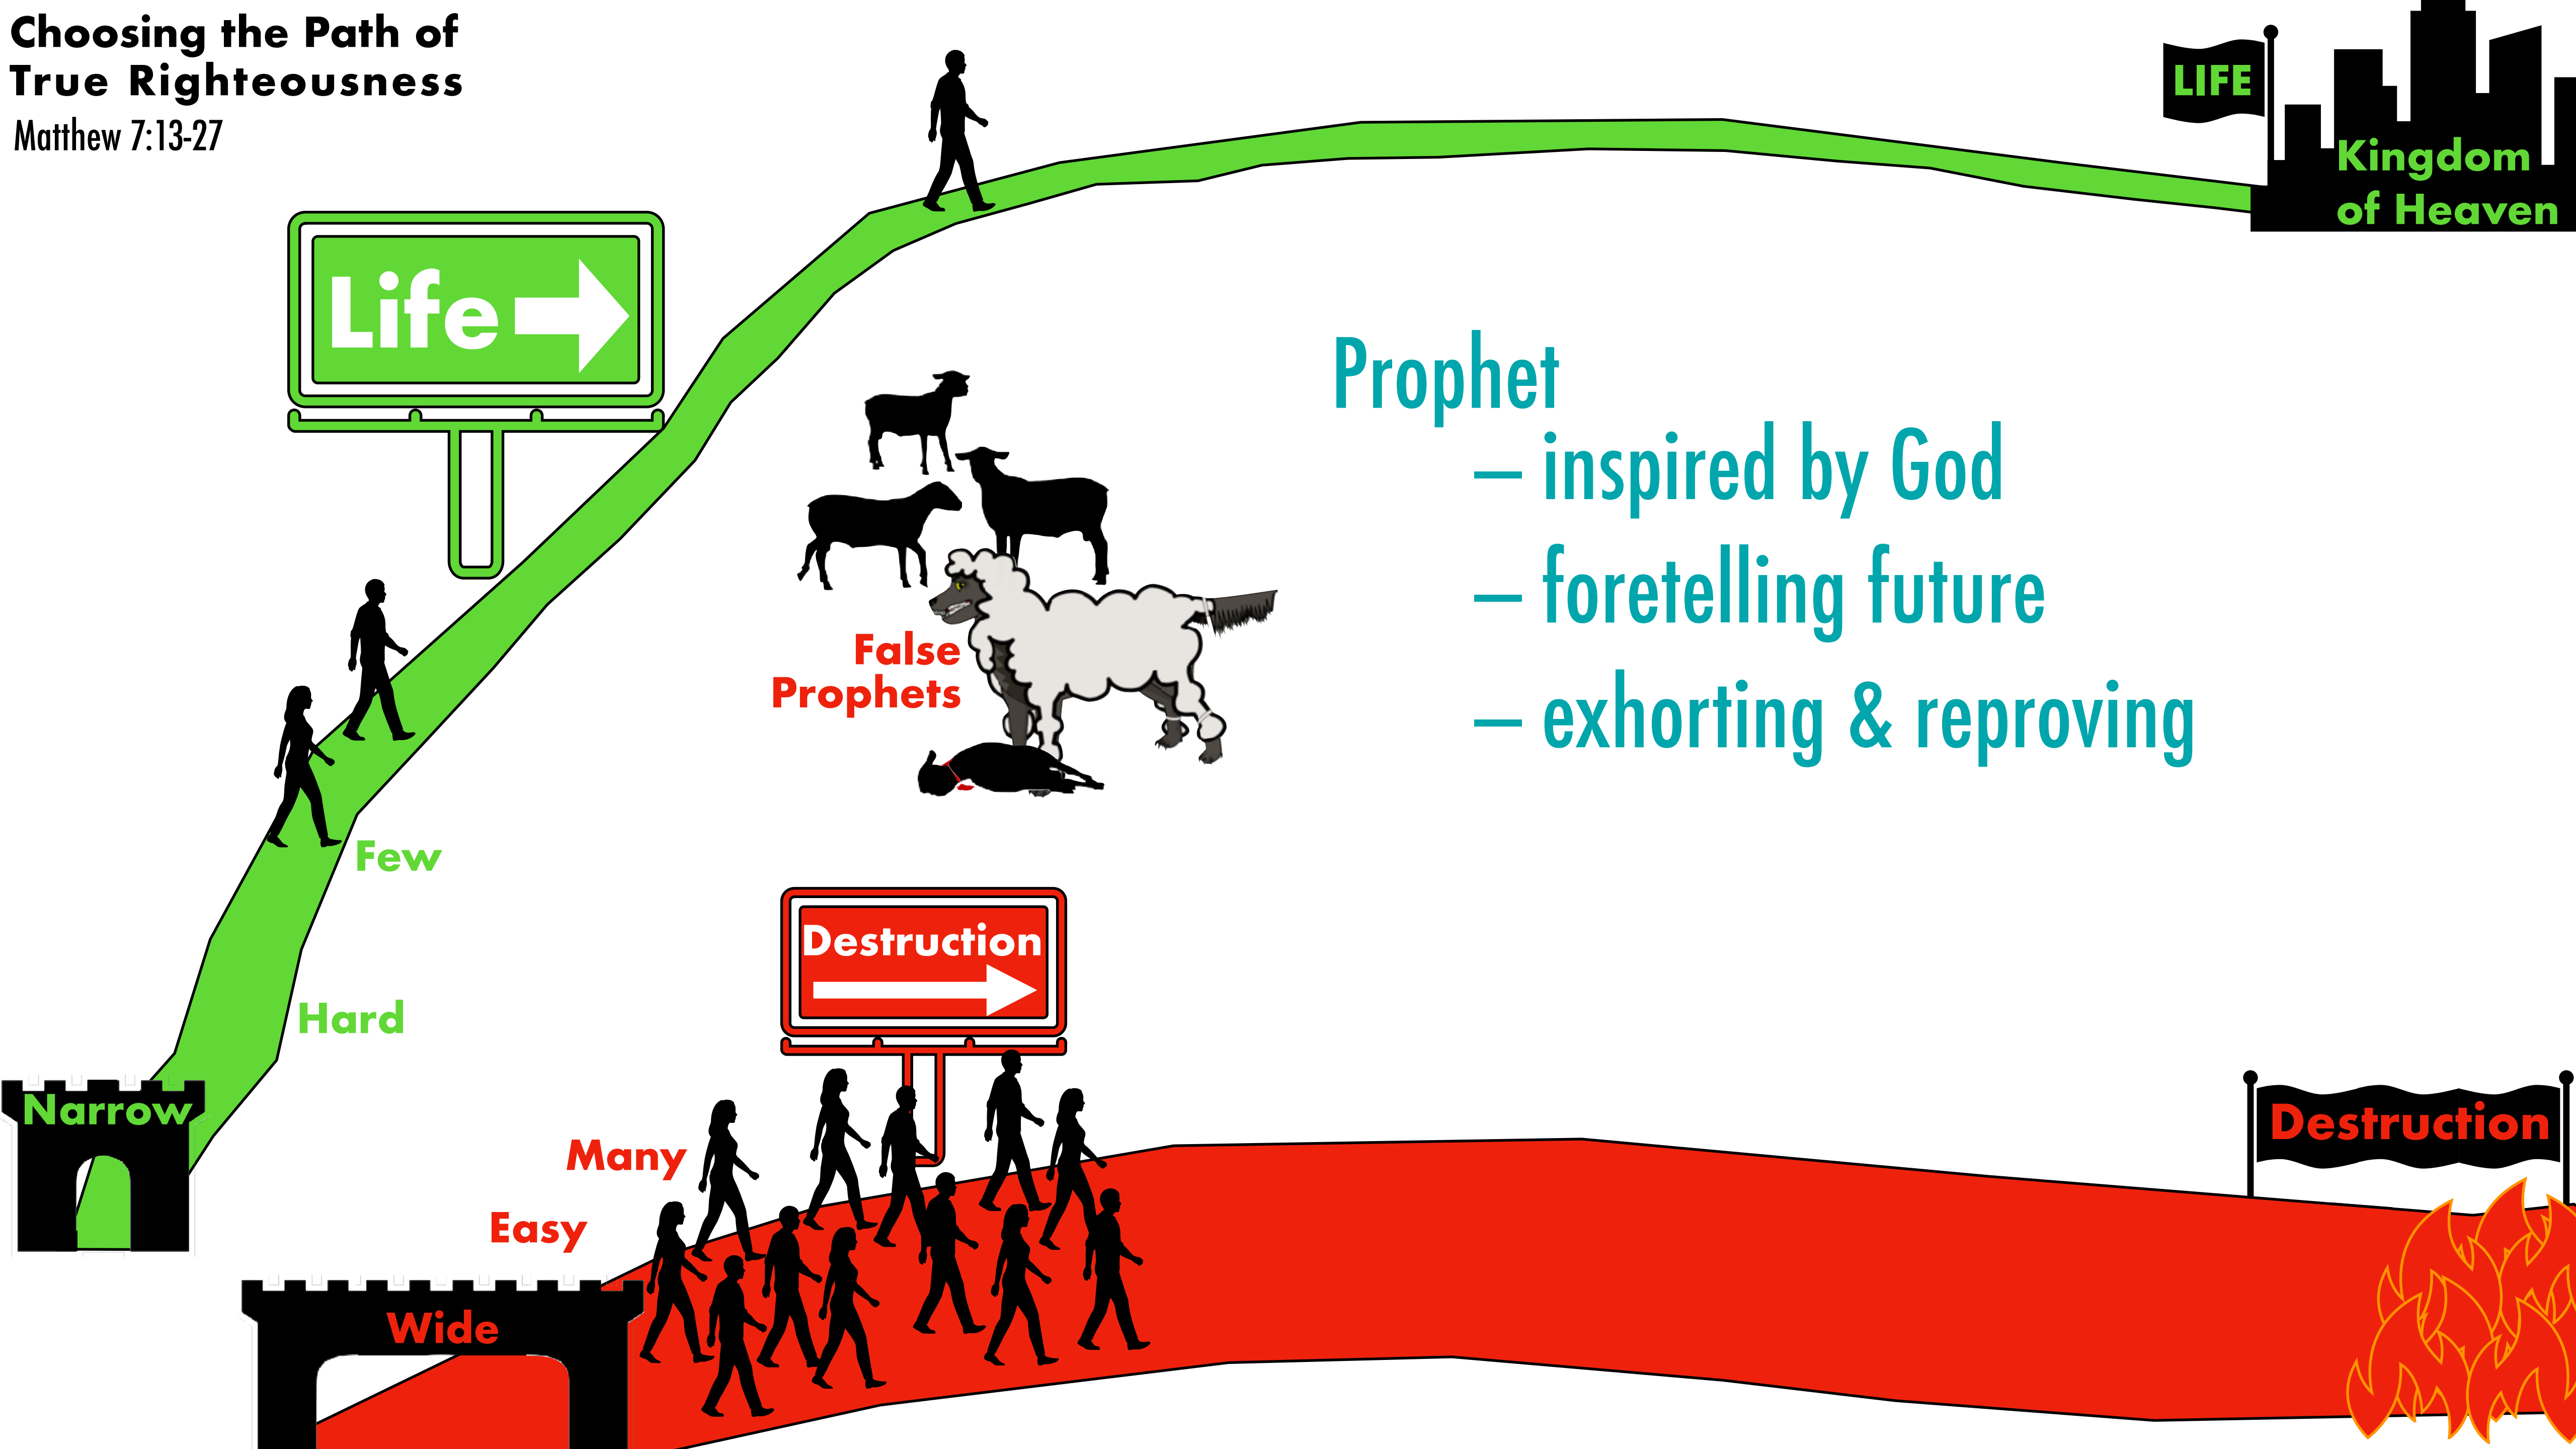 Choosing the Path of
True Righteousness
Matthew 7:13-27
LIFE
Kingdom
of Heaven
Life
Prophet
– inspired by God
– foretelling future
– exhorting & reproving
False
Prophets
Few
Hard
Destruction
Narrow
Many
Easy
Wide
Destruction